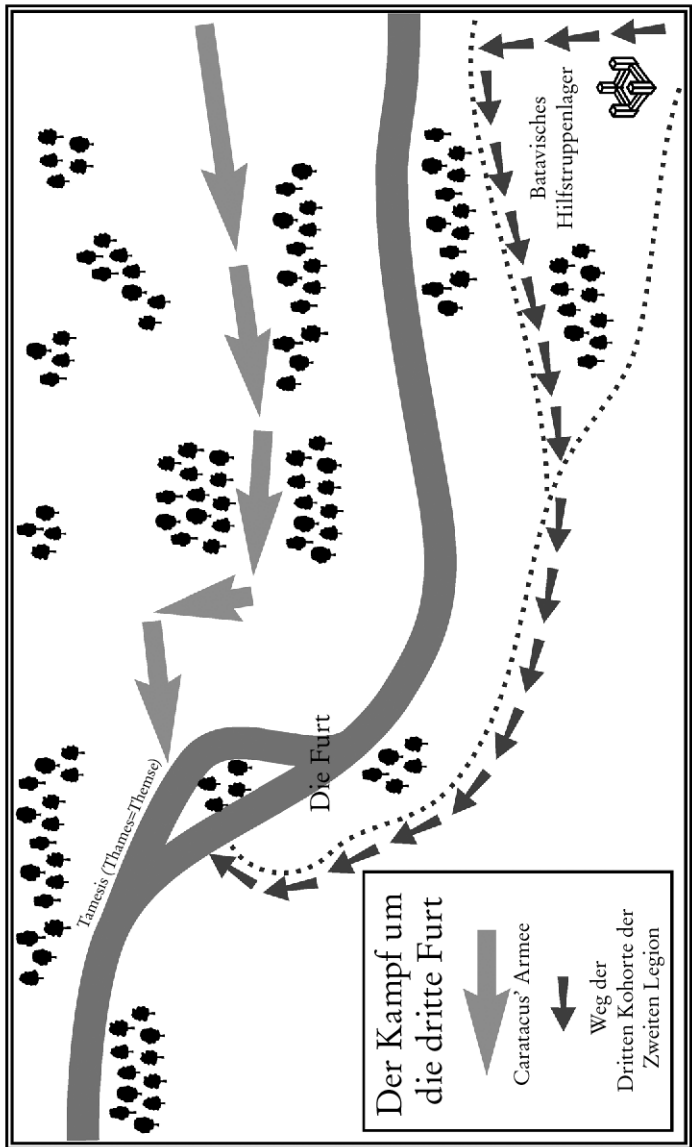 Tamesis (Thames=Themse)
Die Furt
Batavisches
Hilfstruppenlager
Der Kampf um
die dritte Furt
Caratacus’ Armee
Weg der
Dritten Kohorte der
Zweiten Legion